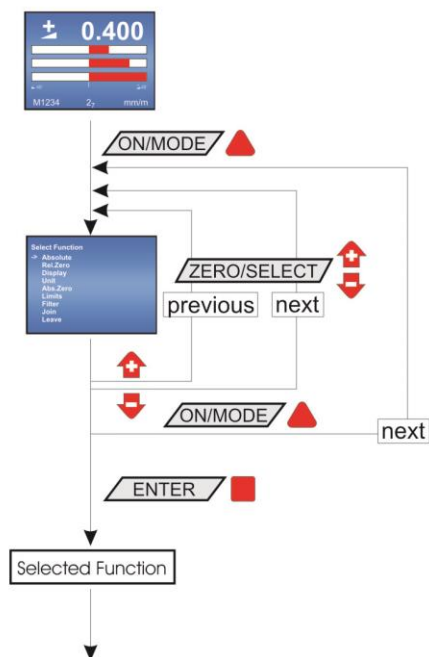 ± 0.400
M1234 2₇ mm/m
ON/MODE
Select Function
-> Absolute
Rel.Zero
Display
Unit
Abs.Zero
Limits
Filter
Join
Leave
ZERO/SELECT
previous next
ON/MODE
next
ENTER
Selected Function